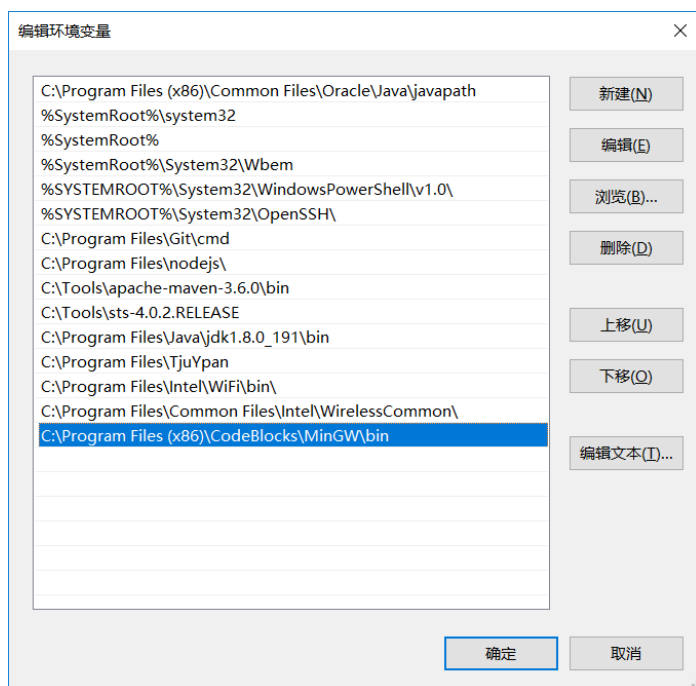 编辑环境变量
C:\Program Files (x86)\Common Files\Oracle\Java\javapath
%SystemRoot%\system32
%SystemRoot%
%SystemRoot%\System32\Wbem
%SYSTEMROOT%\System32\WindowsPowerShell\v1.0\
%SYSTEMROOT%\System32\OpenSSH\
C:\Program Files\Git\cmd
C:\Program Files\nodejs\
C:\Tools\apache-maven-3.6.0\bin
C:\Tools\sts-4.0.2.RELEASE
C:\Program Files\Java\jdk1.8.0_191\bin
C:\Program Files\TjuYpan
C:\Program Files\Intel\WiFi\bin\
C:\Program Files\Common Files\Intel\WirelessCommon\
C:\Program Files (x86)\CodeBlocks\MinGW\bin
新建(N)
编辑(E)
浏览(B)...
删除(D)
上移(U)
下移(O)
编辑文本(T)...
确定
取消